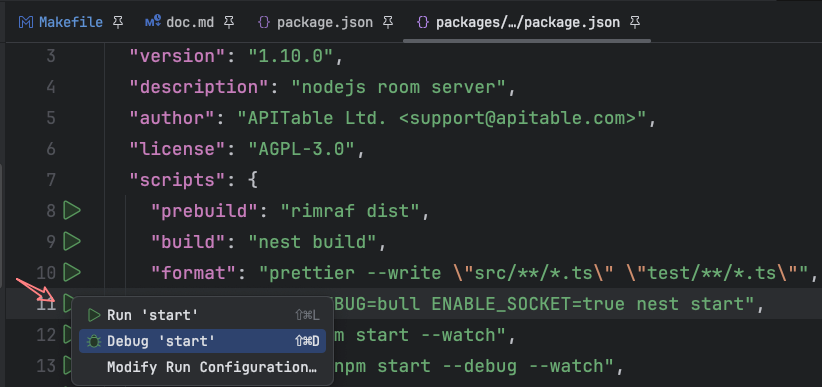 Makefile doc.md package.json packages/…/package.json
3 "version": "1.10.0",
4 "description": "nodejs room server",
5 "author": "APITable Ltd. <support@apitable.com>",
6 "license": "AGPL-3.0",
7 "scripts": {
8 "prebuild": "rimraf dist",
9 "build": "nest build",
10 "format": "prettier --write \"src/**/*.ts\" \"test/**/*.ts\"",
11 BUG=bull ENABLE_SOCKET=true nest start",
Run 'start' ⇧⌘L
12 m start --watch",
Debug 'start' ⇧⌘D
13 npm start --debug --watch",
Modify Run Configuration…